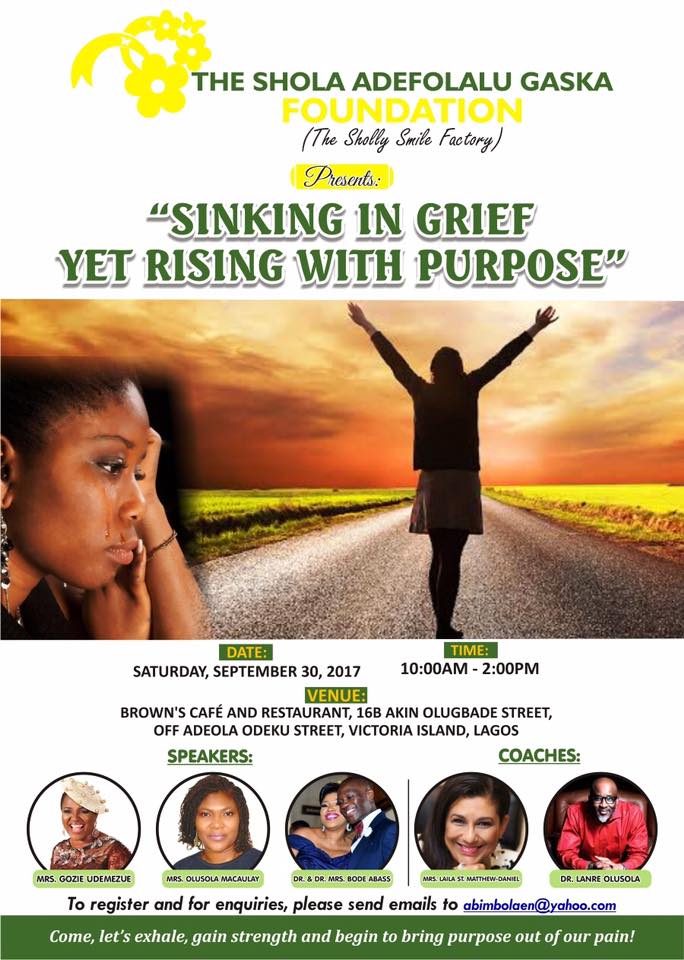 THE SHOLA ADEFOLALU GASKA
FOUNDATION
(The Sholly Smile Factory)
Presents:
“SINKING IN GRIEF
YET RISING WITH PURPOSE”
DATE:
SATURDAY, SEPTEMBER 30, 2017
TIME:
10:00AM - 2:00PM
VENUE:
BROWN'S CAFÉ AND RESTAURANT, 16B AKIN OLUGBADE STREET,
OFF ADEOLA ODEKU STREET, VICTORIA ISLAND, LAGOS
SPEAKERS:
MRS. GOZIE UDEMEZUE
MRS. OLUSOLA MACAULAY
DR. & DR. MRS. BODE ABASS
COACHES:
MRS. LAILA ST. MATTHEW-DANIEL
DR. LANRE OLUSOLA
To register and for enquiries, please send emails to abimbolaen@yahoo.com
Come, let’s exhale, gain strength and begin to bring purpose out of our pain!